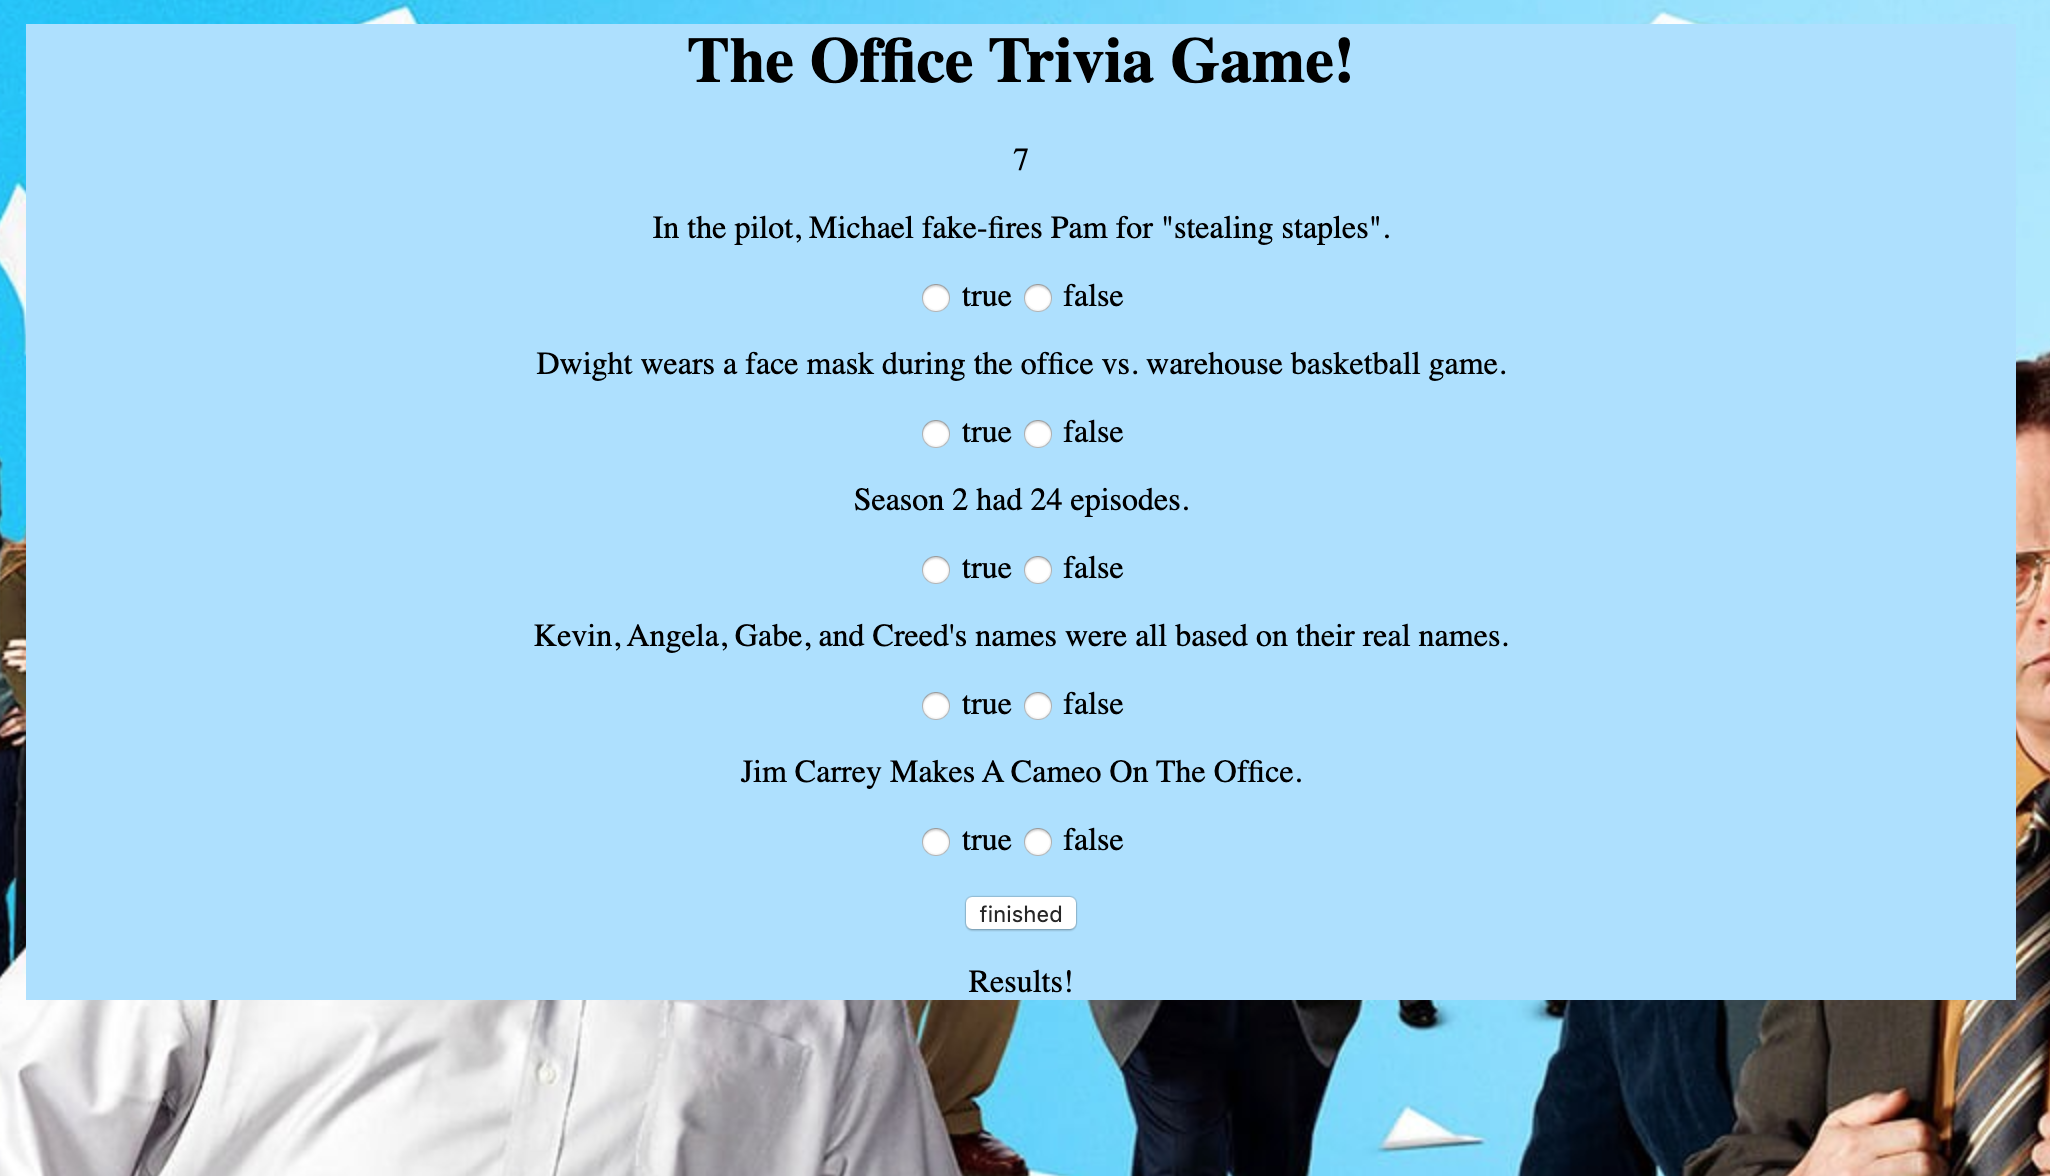 The Office Trivia Game!
7
In the pilot, Michael fake-fires Pam for "stealing staples".
true false
Dwight wears a face mask during the office vs. warehouse basketball game.
true false
Season 2 had 24 episodes.
true false
Kevin, Angela, Gabe, and Creed's names were all based on their real names.
true false
Jim Carrey Makes A Cameo On The Office.
true false
finished
Results!